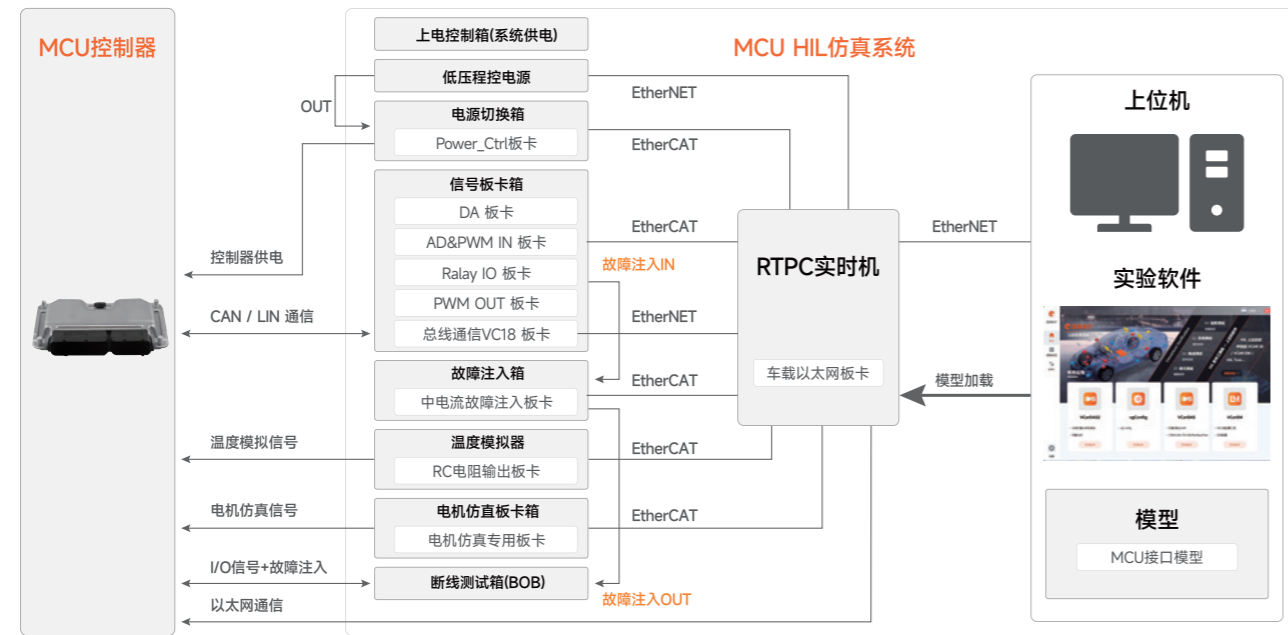 MCU控制器
MCU HIL仿真系统
上电控制箱(系统供电)
低压程控电源
OUT
电源切换箱
Power_Ctrl板卡
信号板卡箱
DA 板卡
AD&PWM IN 板卡
Ralay IO 板卡
PWM OUT 板卡
总线通信VC18 板卡
故障注入箱
中电流故障注入板卡
温度模拟器
RC电阻输出板卡
电机仿直板卡箱
电机仿真专用板卡
断线测试箱(BOB)
控制器供电
CAN / LIN 通信
温度模拟信号
电机仿真信号
I/O信号+故障注入
以太网通信
EtherNET
EtherCAT
EtherCAT
故障注入IN
EtherNET
EtherCAT
EtherCAT
EtherCAT
故障注入OUT
RTPC实时机
车载以太网板卡
EtherNET
模型加载
上位机
实验软件
模型
MCU接口模型